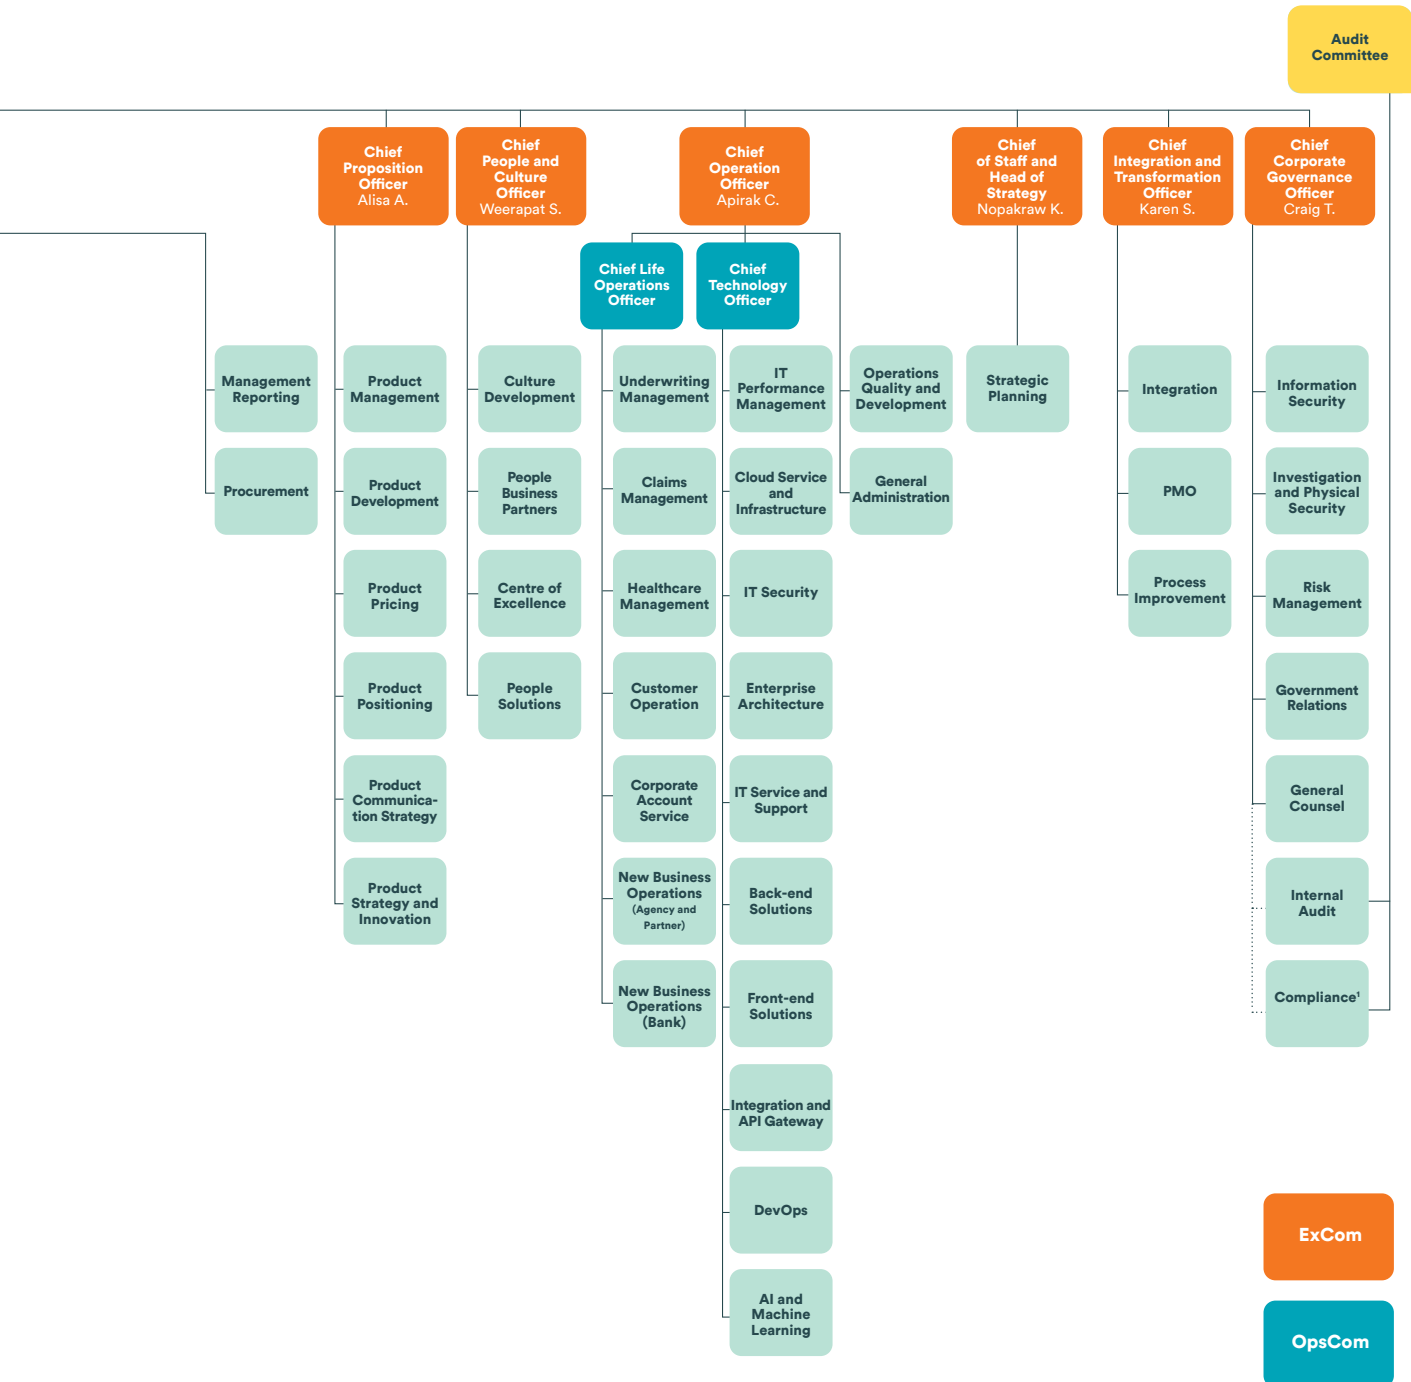 Audit
Committee
Chief
Proposition
Officer
Alisa A.
Chief
People and
Culture
Officer
Weerapat S.
Chief
Operation
Officer
Apirak C.
Chief
of Staff and
Head of
Strategy
Nopakraw K.
Chief
Integration and
Transformation
Officer
Karen S.
Chief
Corporate
Governance
Officer
Craig T.
Chief Life
Operations
Officer
Chief
Technology
Officer
Management
Reporting
Procurement
Product
Management
Product
Development
Product
Pricing
Product
Positioning
Product
Communica-
tion Strategy
Product
Strategy and
Innovation
Culture
Development
People
Business
Partners
Centre of
Excellence
People
Solutions
Underwriting
Management
Claims
Management
Healthcare
Management
Customer
Operation
Corporate
Account
Service
New Business
Operations
(Agency and
Partner)
New Business
Operations
(Bank)
IT
Performance
Management
Cloud Service
and
Infrastructure
IT Security
Enterprise
Architecture
IT Service and
Support
Back-end
Solutions
Front-end
Solutions
Integration and
API Gateway
DevOps
AI and
Machine
Learning
Operations
Quality and
Development
General
Administration
Strategic
Planning
Integration
PMO
Process
Improvement
Information
Security
Investigation
and Physical
Security
Risk
Management
Government
Relations
General
Counsel
Internal
Audit
Compliance¹
ExCom
OpsCom